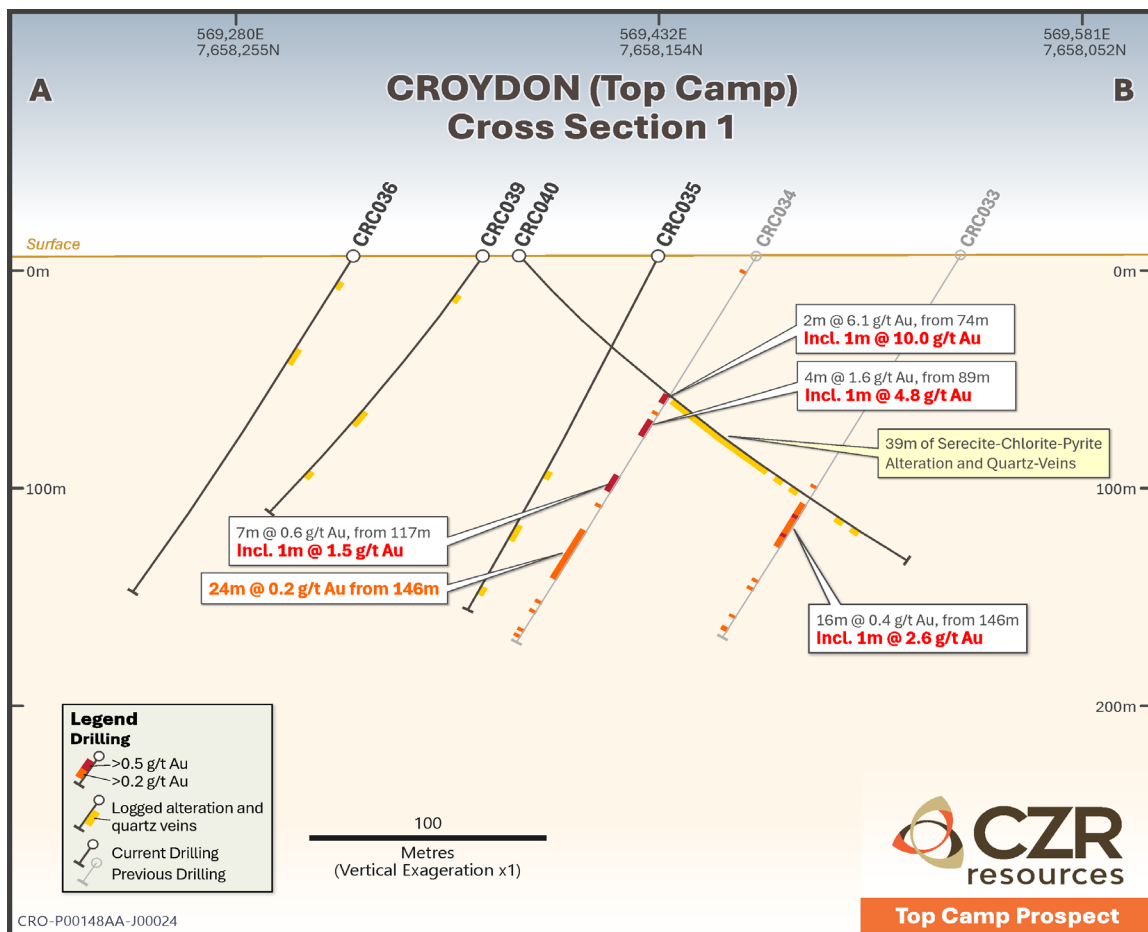 569,280E
7,658,255N
569,432E
7,658,154N
569,581E
7,658,052N
A
CROYDON (Top Camp)
Cross Section 1
B
CRC036
CRC039
CRC040
CRC035
CRC034
CRC033
Surface
0m
0m
2m @ 6.1 g/t Au, from 74m
Incl. 1m @ 10.0 g/t Au
4m @ 1.6 g/t Au, from 89m
Incl. 1m @ 4.8 g/t Au
39m of Serecite-Chlorite-Pyrite
Alteration and Quartz-Veins
100m
100m
7m @ 0.6 g/t Au, from 117m
Incl. 1m @ 1.5 g/t Au
24m @ 0.2 g/t Au from 146m
16m @ 0.4 g/t Au, from 146m
Incl. 1m @ 2.6 g/t Au
200m
Legend
Drilling
>0.5 g/t Au
>0.2 g/t Au
Logged alteration and
quartz veins
Current Drilling
Previous Drilling
100
Metres
(Vertical Exageration x1)
CZR
resources
Top Camp Prospect
CRO-P00148AA-J00024